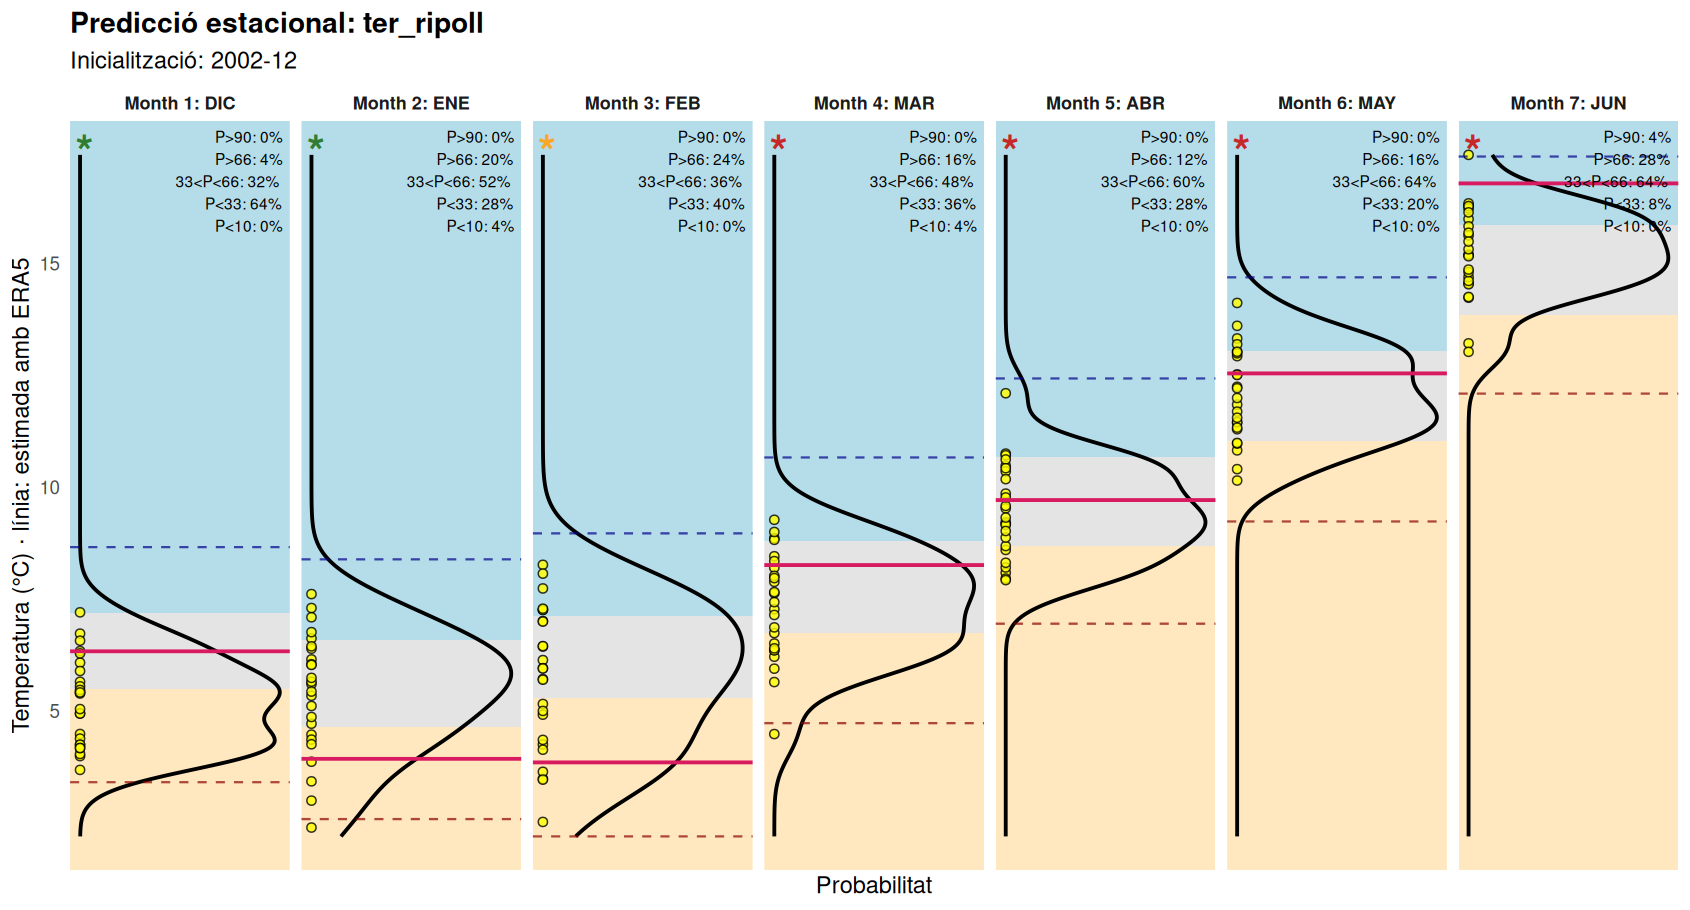 Predicció estacional: ter_ripoll
Inicialització: 2002-12
Month 1: DIC
Month 2: ENE
Month 3: FEB
Month 4: MAR
Month 5: ABR
Month 6: MAY
Month 7: JUN
*
P>90: 0%
P>66: 4%
33<P<66: 32%
P<33: 64%
P<10: 0%
*
P>90: 0%
P>66: 20%
33<P<66: 52%
P<33: 28%
P<10: 4%
*
P>90: 0%
P>66: 24%
33<P<66: 36%
P<33: 40%
P<10: 0%
*
P>90: 0%
P>66: 16%
33<P<66: 48%
P<33: 36%
P<10: 4%
*
P>90: 0%
P>66: 12%
33<P<66: 60%
P<33: 28%
P<10: 0%
*
P>90: 0%
P>66: 16%
33<P<66: 64%
P<33: 20%
P<10: 0%
*
P>90: 4%
P>66: 28%
33<P<66: 64%
P<33: 8%
P<10: 0%
15
10
5
Temperatura (°C) · línia: estimada amb ERA5
Probabilitat